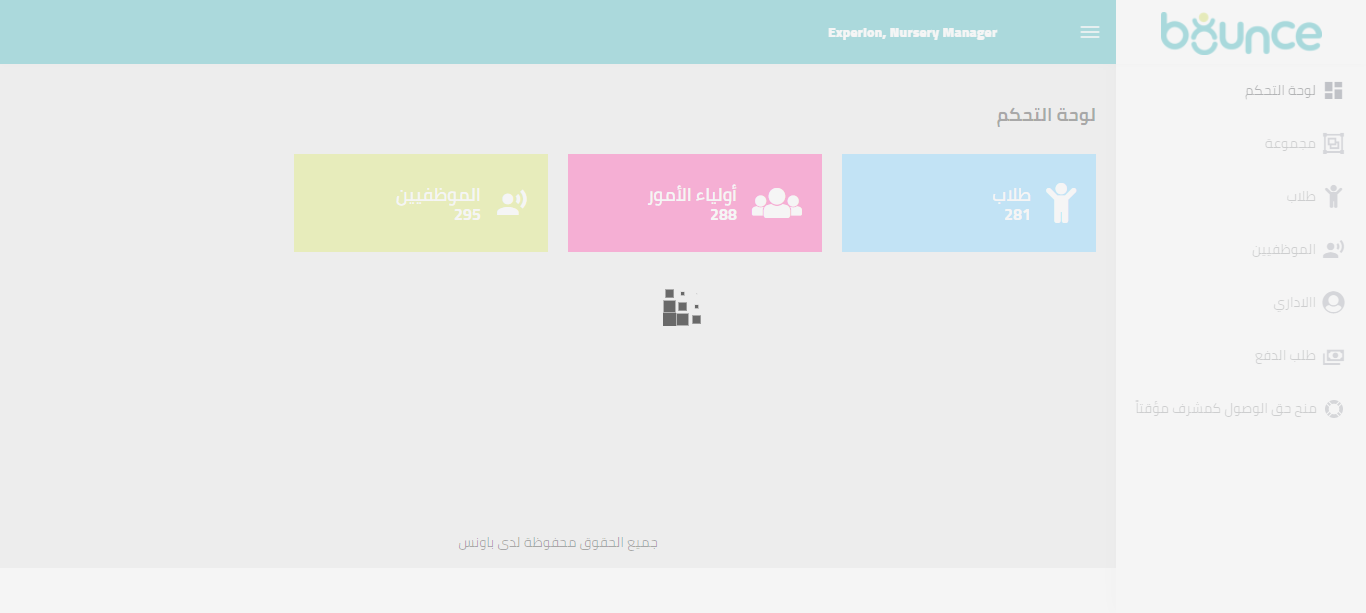 bounce
Experion, Nursery Manager
لوحة التحكم
مجموعة
طلاب
الموظفيين
الاداري
طلب الدفع
منح حق الوصول كمشرف مؤقتاً
لوحة التحكم
طلاب
281
أولياء الأمور
288
الموظفيين
295
جميع الحقوق محفوظة لدى باونس